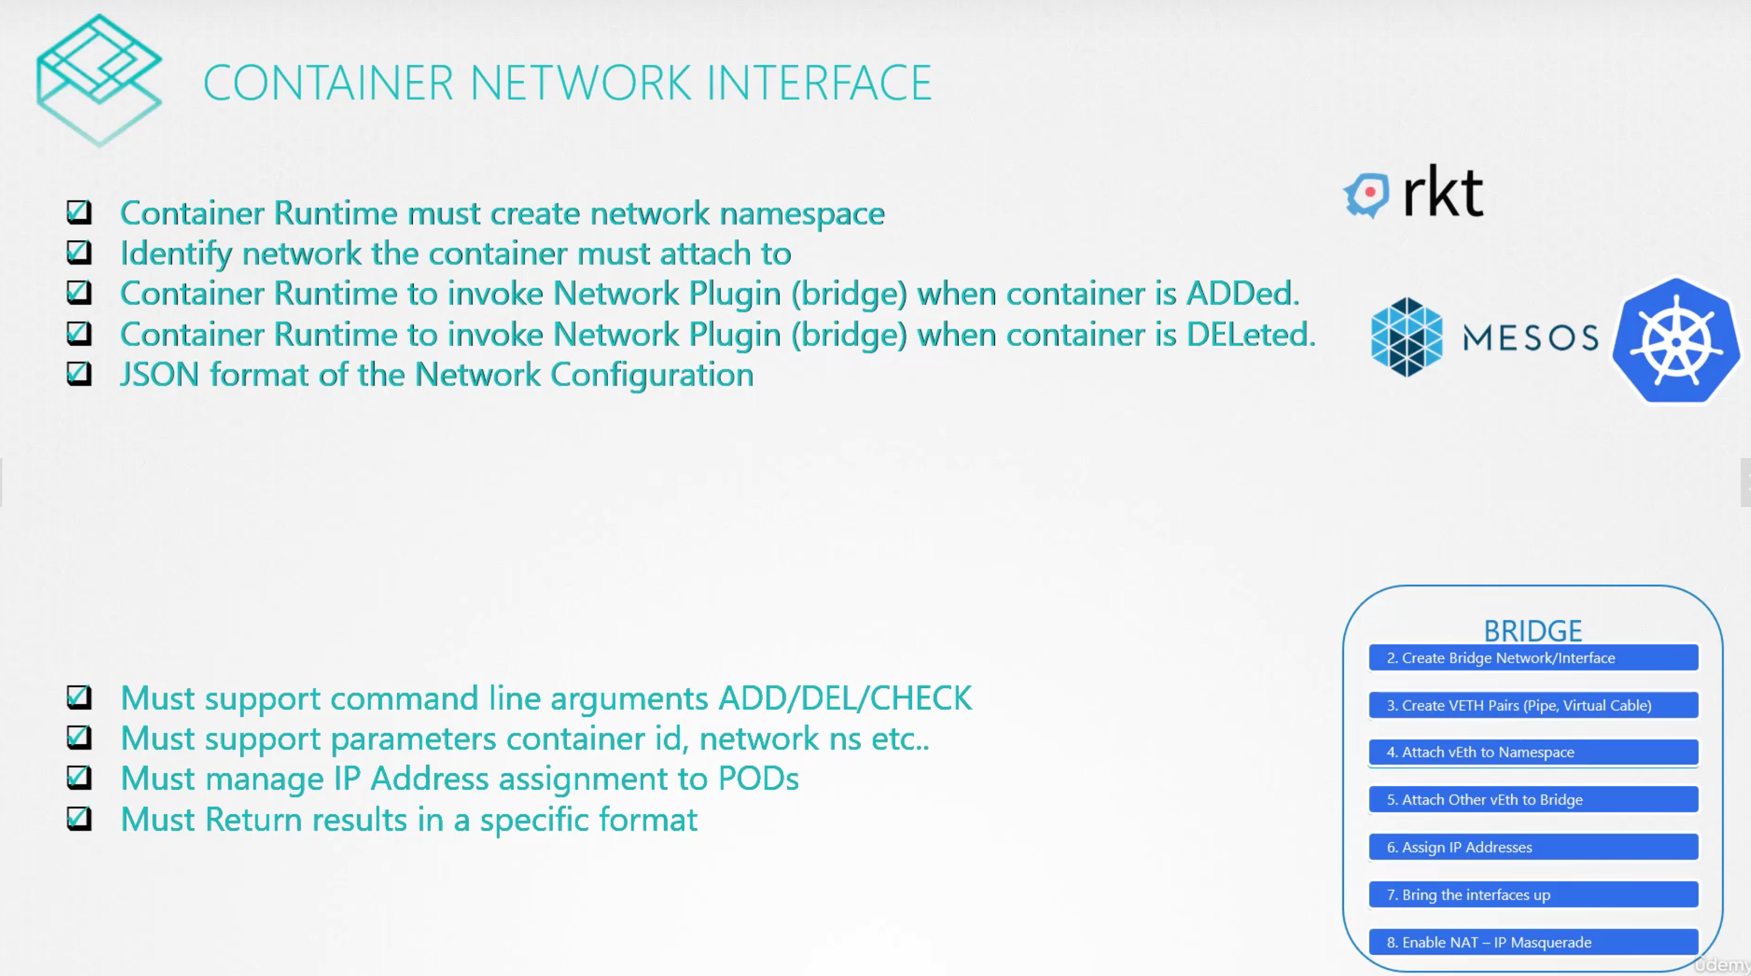 CONTAINER NETWORK INTERFACE
Container Runtime must create network namespace
Identify network the container must attach to
Container Runtime to invoke Network Plugin (bridge) when container is ADDed.
Container Runtime to invoke Network Plugin (bridge) when container is DELeted.
JSON format of the Network Configuration
rkt
MESOS
Must support command line arguments ADD/DEL/CHECK
Must support parameters container id, network ns etc..
Must manage IP Address assignment to PODs
Must Return results in a specific format
BRIDGE
2. Create Bridge Network/Interface
3. Create VETH Pairs (Pipe, Virtual Cable)
4. Attach vEth to Namespace
5. Attach Other vEth to Bridge
6. Assign IP Addresses
7. Bring the interfaces up
8. Enable NAT – IP Masquerade
udemy